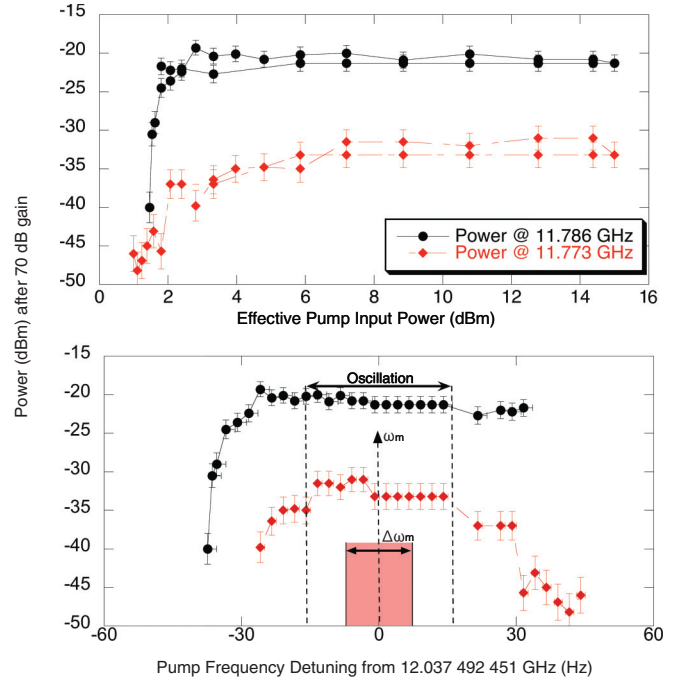 -15
-20
-25
-30
-35
-40
-45
-50
0 2 4 6 8 10 12 14 16
Power @ 11.786 GHz
Power @ 11.773 GHz
Effective Pump Input Power (dBm)
Power (dBm) after 70 dB gain
-15
-20
-25
-30
-35
-40
-45
-50
Oscillation
ωm
Δωm
-60 -30 0 30 60
Pump Frequency Detuning from 12.037 492 451 GHz (Hz)